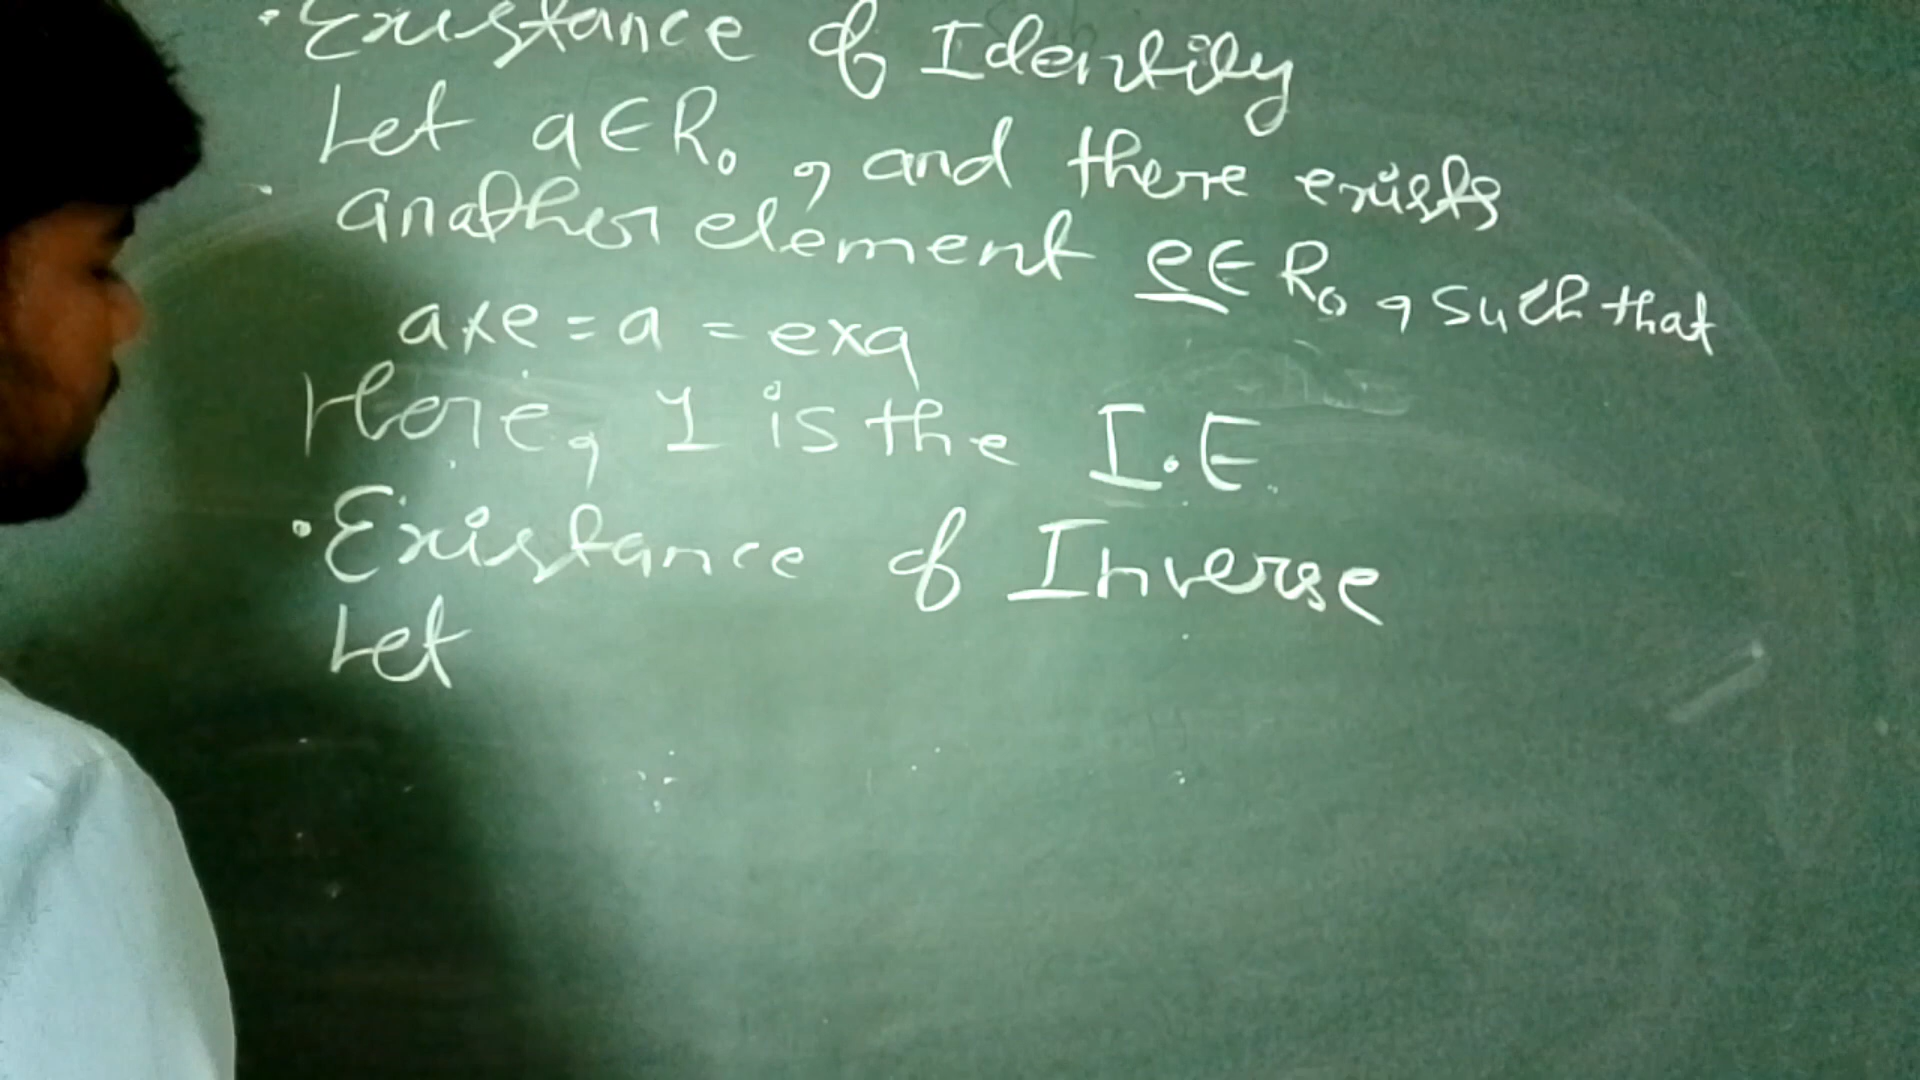 · Existance of Identity
Let a ∈ R₀, and there exists
another element e ∈ R₀, such that
a×e = a = e×a
Here, 1 is the I.E
· Existance of Inverse
Let